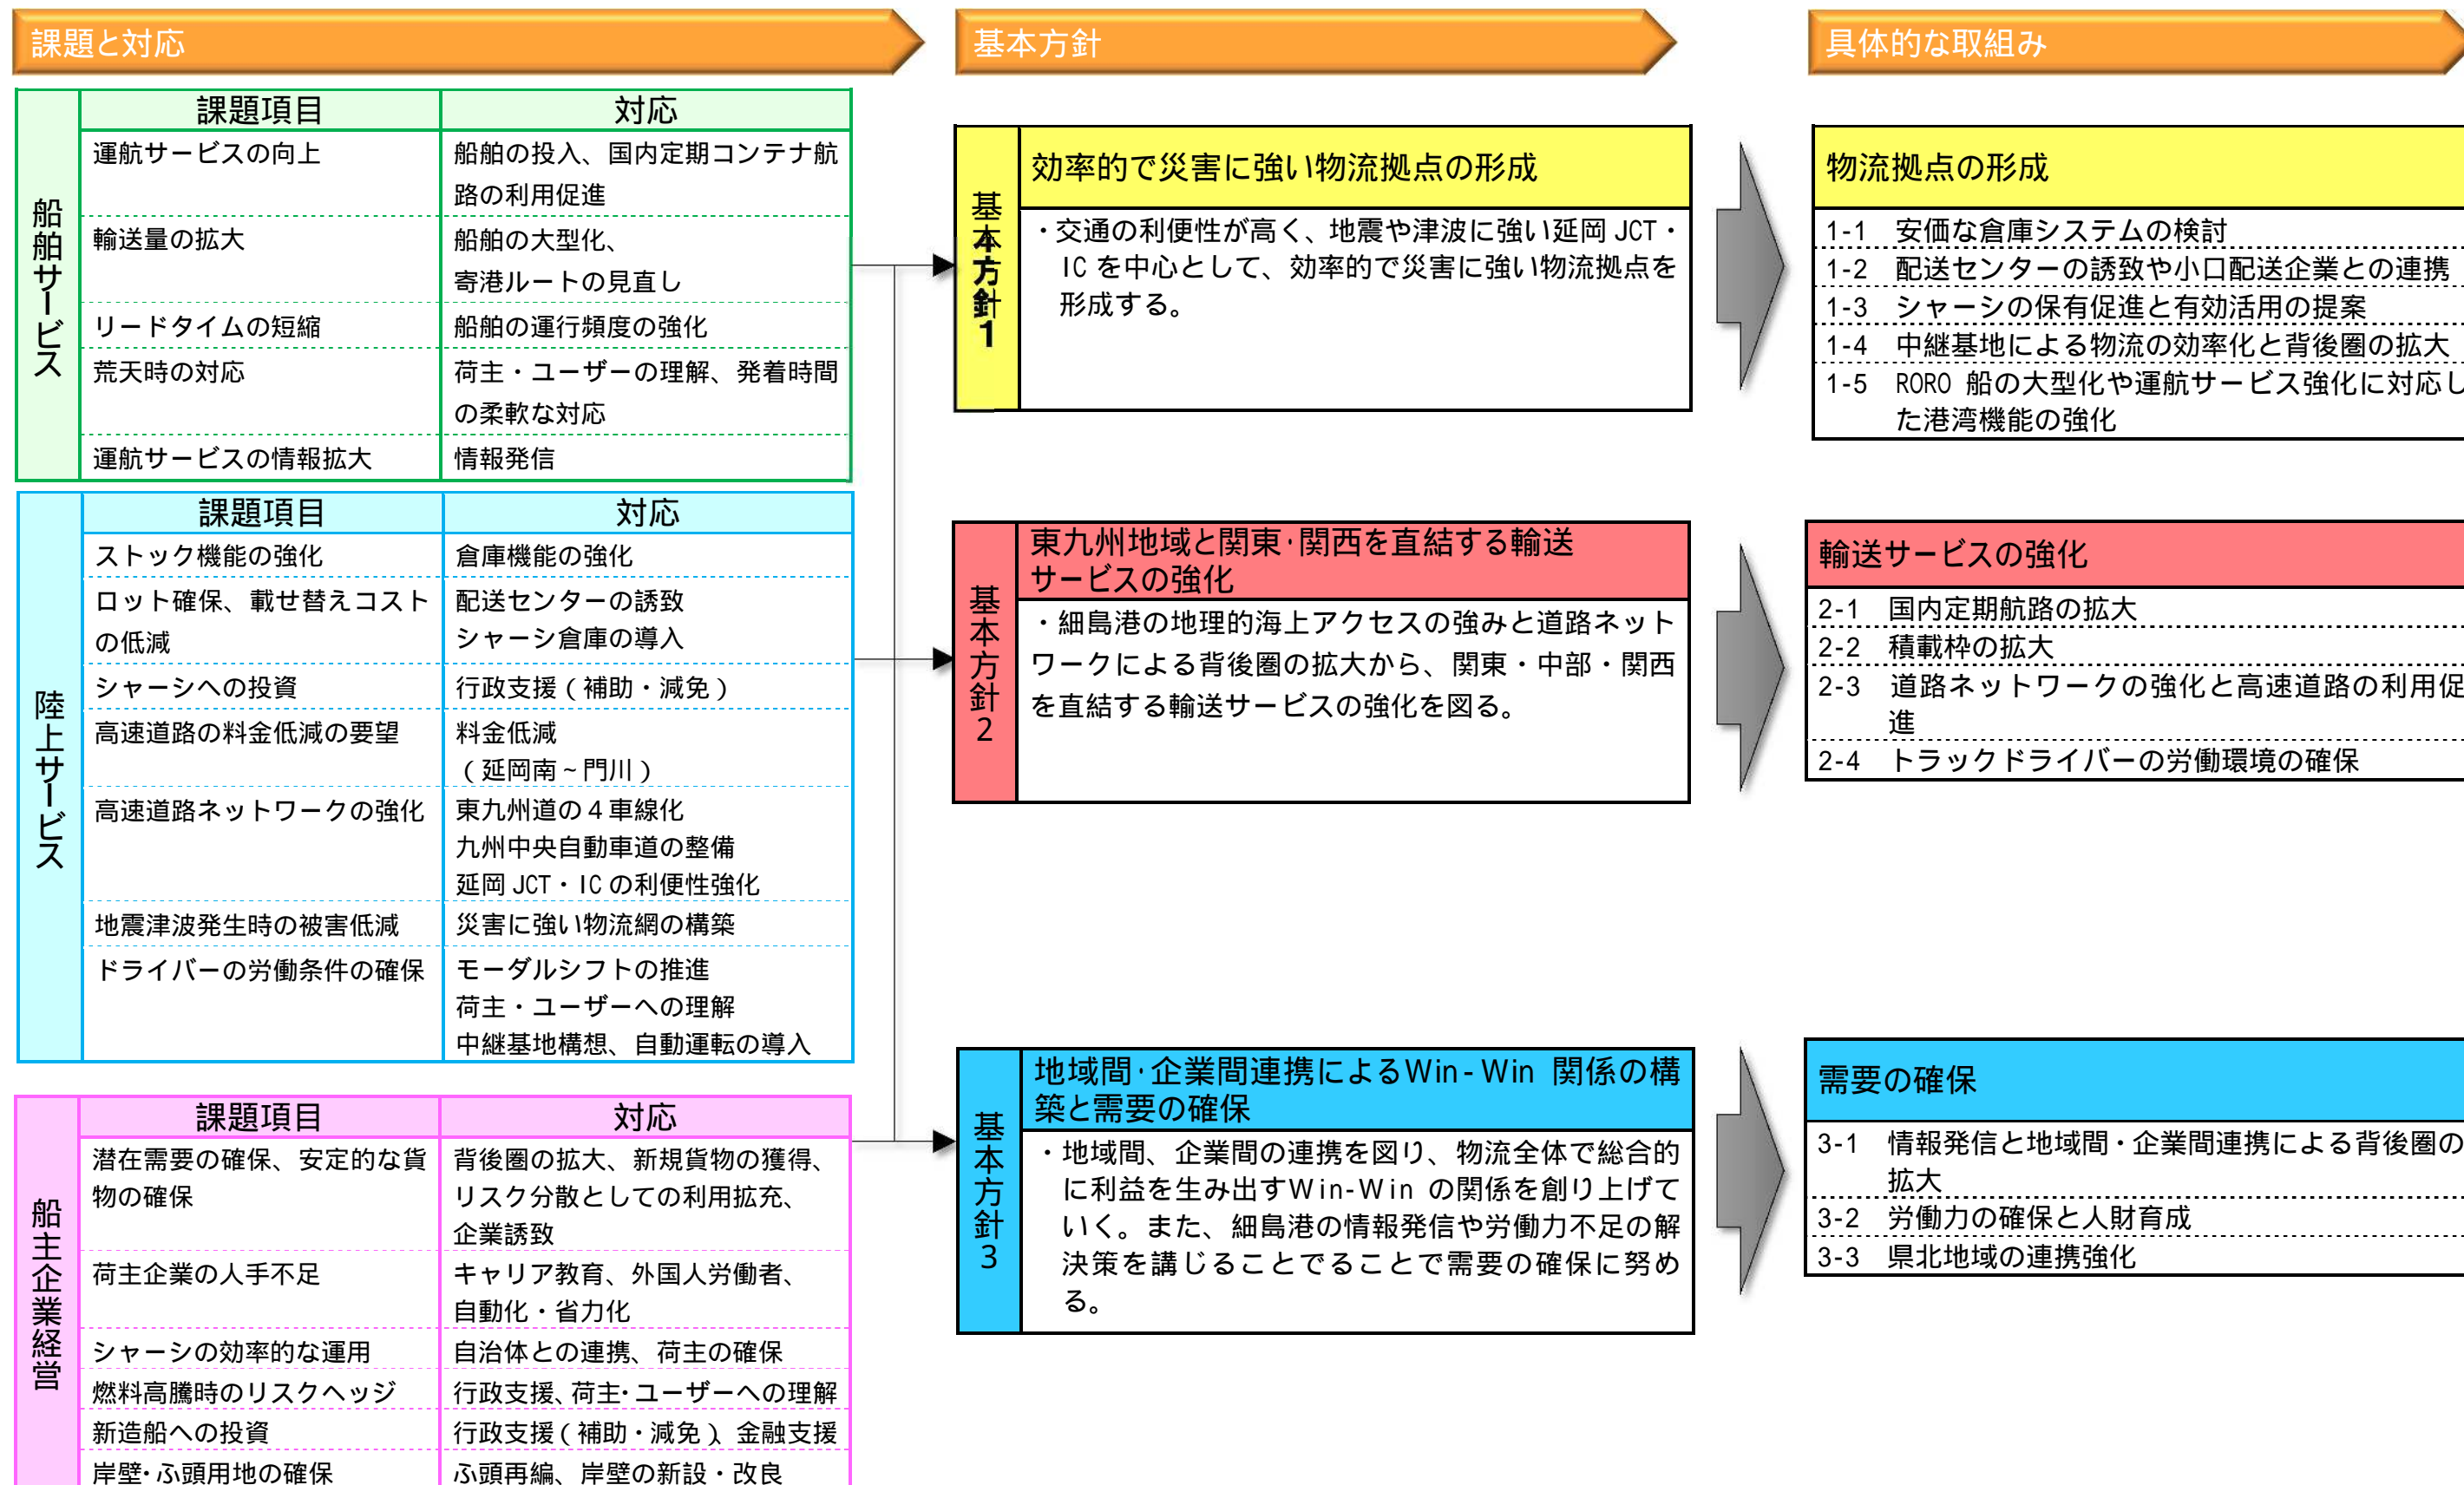 課題と対応
基本方針
具体的な取組み
船舶サービス
課題項目 対応
運航サービスの向上 船舶の投入、国内定期コンテナ航
路の利用促進
輸送量の拡大 船舶の大型化、
寄港ルートの見直し
リードタイムの短縮 船舶の運行頻度の強化
荒天時の対応 荷主・ユーザーの理解、発着時間
の柔軟な対応
運航サービスの情報拡大 情報発信
陸上サービス
課題項目 対応
ストック機能の強化 倉庫機能の強化
ロット確保、載せ替えコスト 配送センターの誘致
の低減 シャーシ倉庫の導入
シャーシへの投資 行政支援（補助・減免）
高速道路の料金低減の要望 料金低減
（延岡南~門川）
高速道路ネットワークの強化 東九州道の４車線化
九州中央自動車道の整備
延岡 JCT・IC の利便性強化
地震津波発生時の被害低減 災害に強い物流網の構築
ドライバーの労働条件の確保 モーダルシフトの推進
荷主・ユーザーへの理解
中継基地構想、自動運転の導入
船主企業経営
課題項目 対応
潜在需要の確保、安定的な貨 背後圏の拡大、新規貨物の獲得、
物の確保 リスク分散としての利用拡充、
企業誘致
荷主企業の人手不足 キャリア教育、外国人労働者、
自動化・省力化
シャーシの効率的な運用 自治体との連携、荷主の確保
燃料高騰時のリスクヘッジ 行政支援、荷主・ユーザーへの理解
新造船への投資 行政支援（補助・減免）、金融支援
岸壁・ふ頭用地の確保 ふ頭再編、岸壁の新設・改良
基本方針1
効率的で災害に強い物流拠点の形成
・交通の利便性が高く、地震や津波に強い延岡 JCT・
IC を中心として、効率的で災害に強い物流拠点を
形成する。
基本方針2
東九州地域と関東・関西を直結する輸送
サービスの強化
・細島港の地理的海上アクセスの強みと道路ネット
ワークによる背後圏の拡大から、関東・中部・関西
を直結する輸送サービスの強化を図る。
基本方針3
地域間・企業間連携によるWin-Win 関係の構
築と需要の確保
・地域間、企業間の連携を図り、物流全体で総合的
に利益を生み出すWin-Win の関係を創り上げて
いく。また、細島港の情報発信や労働力不足の解
決策を講じることでることで需要の確保に努め
る。
物流拠点の形成
1-1 安価な倉庫システムの検討
1-2 配送センターの誘致や小口配送企業との連携
1-3 シャーシの保有促進と有効活用の提案
1-4 中継基地による物流の効率化と背後圏の拡大
1-5 RORO 船の大型化や運航サービス強化に対応し
た港湾機能の強化
輸送サービスの強化
2-1 国内定期航路の拡大
2-2 積載枠の拡大
2-3 道路ネットワークの強化と高速道路の利用促
進
2-4 トラックドライバーの労働環境の確保
需要の確保
3-1 情報発信と地域間・企業間連携による背後圏の
拡大
3-2 労働力の確保と人財育成
3-3 県北地域の連携強化